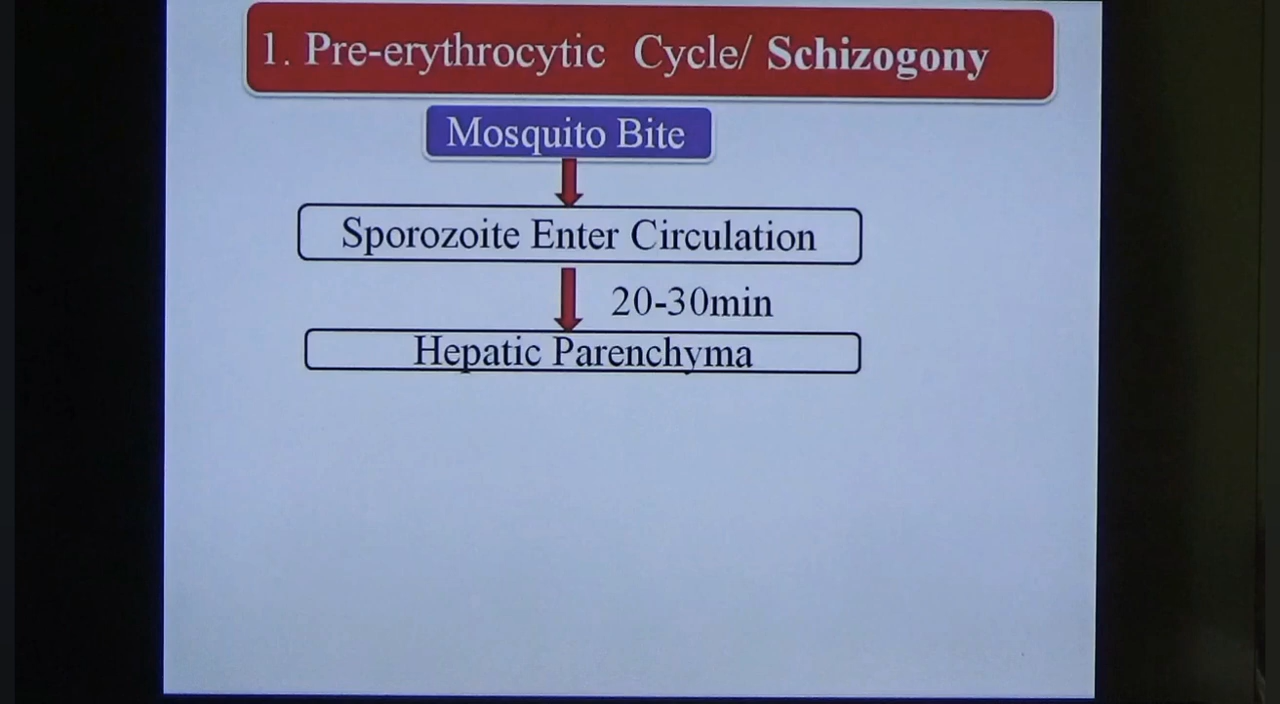 1. Pre-erythrocytic Cycle/ Schizogony
Mosquito Bite
Sporozoite Enter Circulation
20-30min
Hepatic Parenchyma